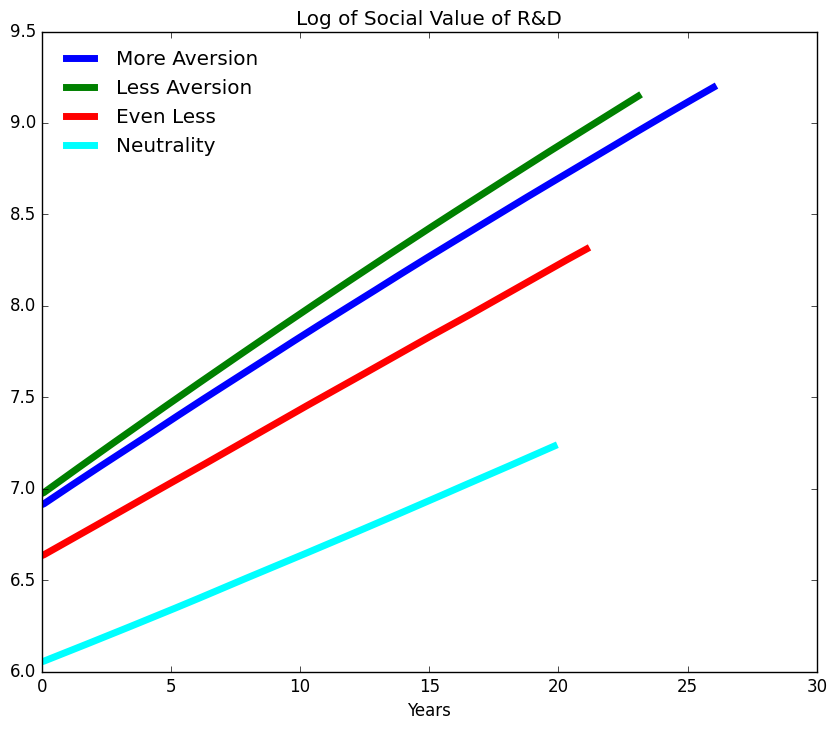 Log of Social Value of R&D
9.5
9.0
8.5
8.0
7.5
7.0
6.5
6.0
More Aversion
Less Aversion
Even Less
Neutrality
0 5 10 15 20 25 30
Years